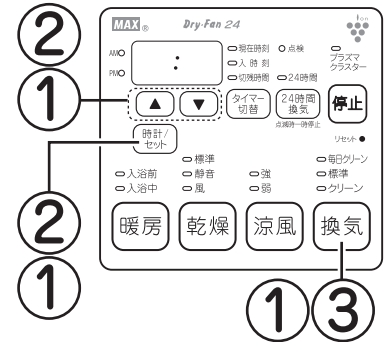 ②
①
MAX® Dry-Fan 24 ion
AM
PM
:
現在時刻 点検
入時刻
切残時間 24時間
プラズマ
クラスター
▲ ▼
タイマー
切替
24時間
換気
停止
点滅時一時停止
時計/
セット
リセット
標準
入浴前 静音 強
入浴中 風 弱
毎日クリーン
標準
クリーン
暖房 乾燥 涼風 換気
②
①
① ③